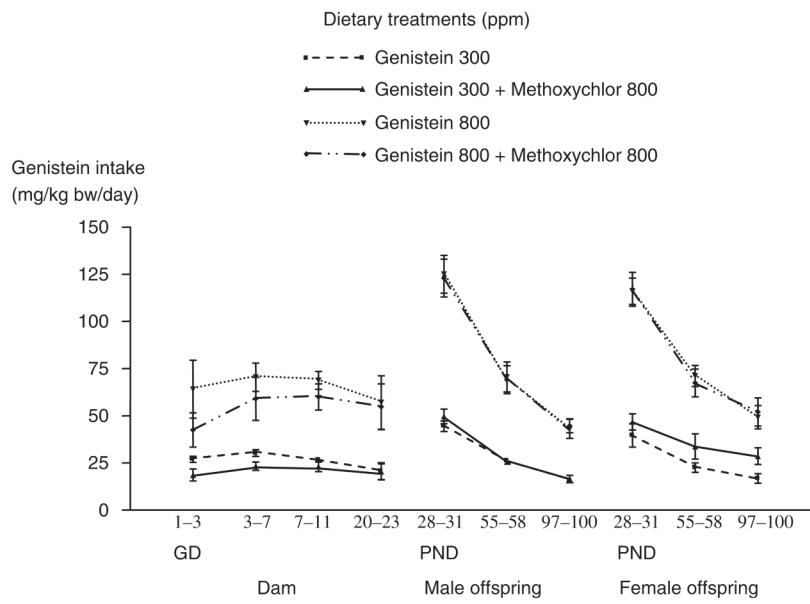 Dietary treatments (ppm)
Genistein 300
Genistein 300 + Methoxychlor 800
Genistein 800
Genistein 800 + Methoxychlor 800
Genistein intake
(mg/kg bw/day)
150
125
100
75
50
25
0
1–3 3–7 7–11 20–23 28–31 55–58 97–100 28–31 55–58 97–100
GD PND PND
Dam Male offspring Female offspring